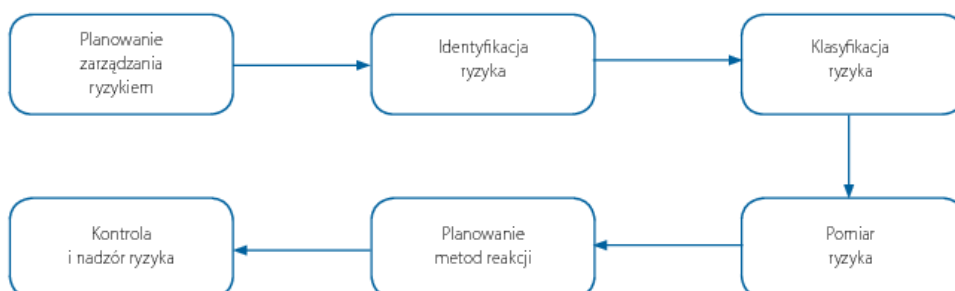 Planowanie
zarządzania
ryzykiem
Identyfikacja
ryzyka
Klasyfikacja
ryzyka
Pomiar
ryzyka
Planowanie
metod reakcji
Kontrola
i nadzór ryzyka